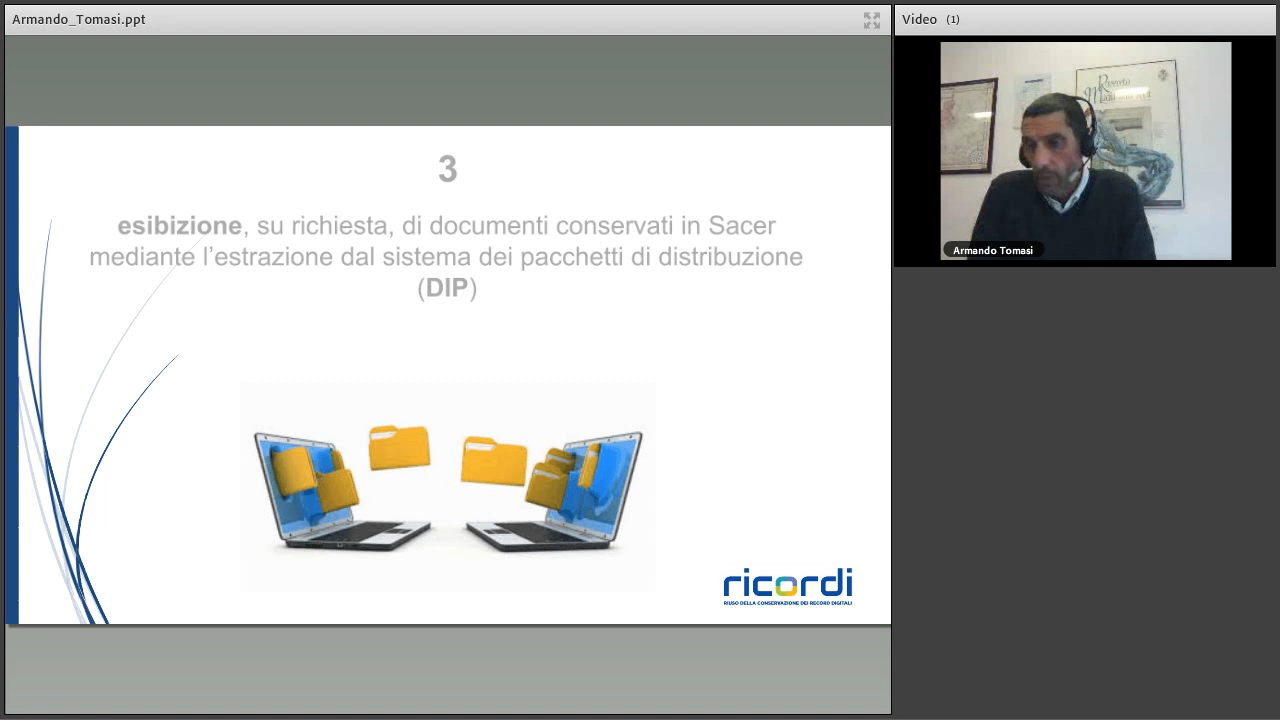 Armando_Tomasi.ppt
3
esibizione, su richiesta, di documenti conservati in Sacer
mediante l’estrazione dal sistema dei pacchetti di distribuzione
(DIP)
ricordi
RIUSO DELLA CONSERVAZIONE DEI RECORD DIGITALI
Video (1)
Armando Tomasi